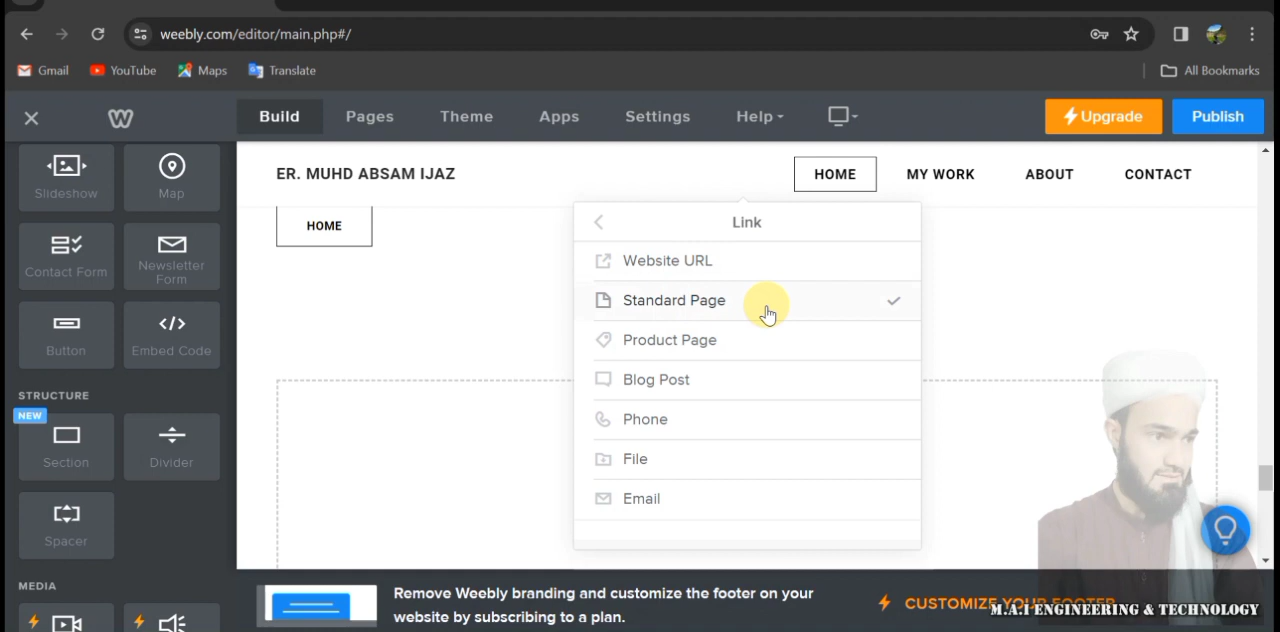 weebly.com/editor/main.php#/
Gmail YouTube Maps Translate All Bookmarks
Build Pages Theme Apps Settings Help Upgrade Publish
Slideshow Map
Contact Form Newsletter Form
Button Embed Code
STRUCTURE
NEW
Section Divider
Spacer
MEDIA
ER. MUHD ABSAM IJAZ HOME MY WORK ABOUT CONTACT
HOME
Link
Website URL
Standard Page
Product Page
Blog Post
Phone
File
Email
Remove Weebly branding and customize the footer on your
website by subscribing to a plan.
CUSTOMIZE YOUR FOOTER
M.A.I ENGINEERING & TECHNOLOGY